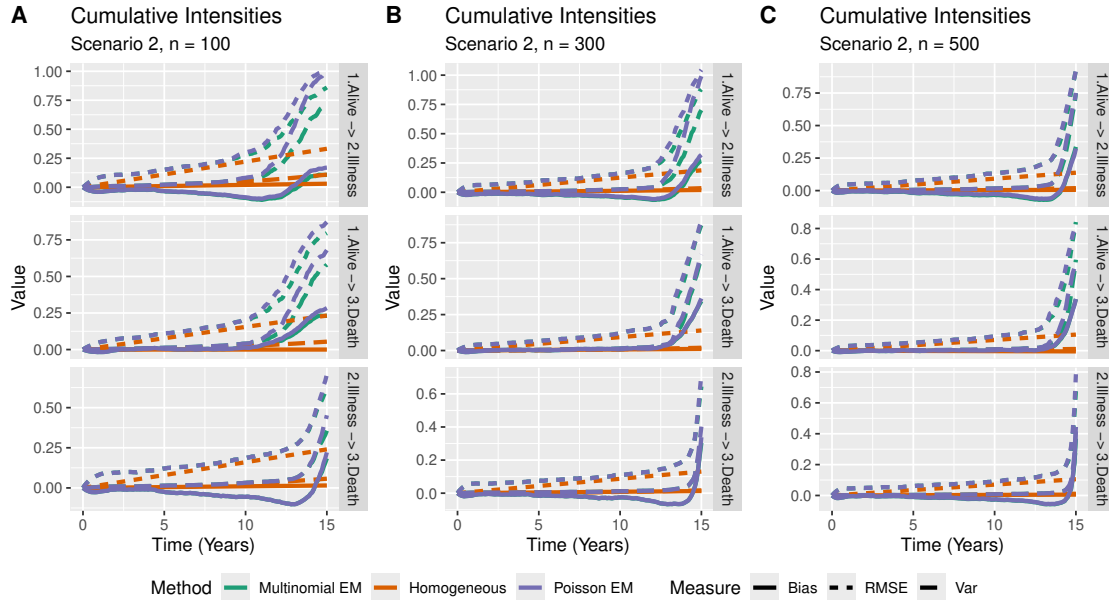 A
Cumulative Intensities
Scenario 2, n = 100
1.00
0.75
0.50
0.25
0.00
1.Alive −> 2.Illness
0.75
0.50
0.25
0.00
1.Alive −> 3.Death
0.50
0.25
0.00
2.Illness −> 3.Death
Value
0 5 10 15
Time (Years)
B
Cumulative Intensities
Scenario 2, n = 300
1.00
0.75
0.50
0.25
0.00
1.Alive −> 2.Illness
0.75
0.50
0.25
0.00
1.Alive −> 3.Death
0.6
0.4
0.2
0.0
2.Illness −> 3.Death
Value
0 5 10 15
Time (Years)
C
Cumulative Intensities
Scenario 2, n = 500
0.75
0.50
0.25
0.00
1.Alive −> 2.Illness
0.8
0.6
0.4
0.2
0.0
1.Alive −> 3.Death
0.8
0.6
0.4
0.2
0.0
2.Illness −> 3.Death
Value
0 5 10 15
Time (Years)
Method Multinomial EM Homogeneous Poisson EM Measure Bias RMSE Var